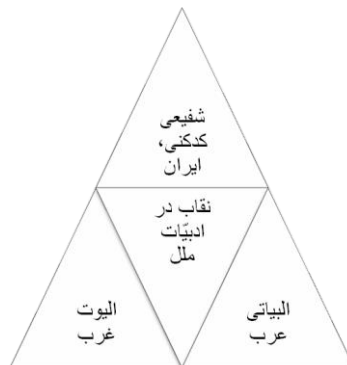 شفیعی
کدکنی،
ایران
نقاب در
ادبیّات
ملل
البیاتی
عرب
الیوت
غرب